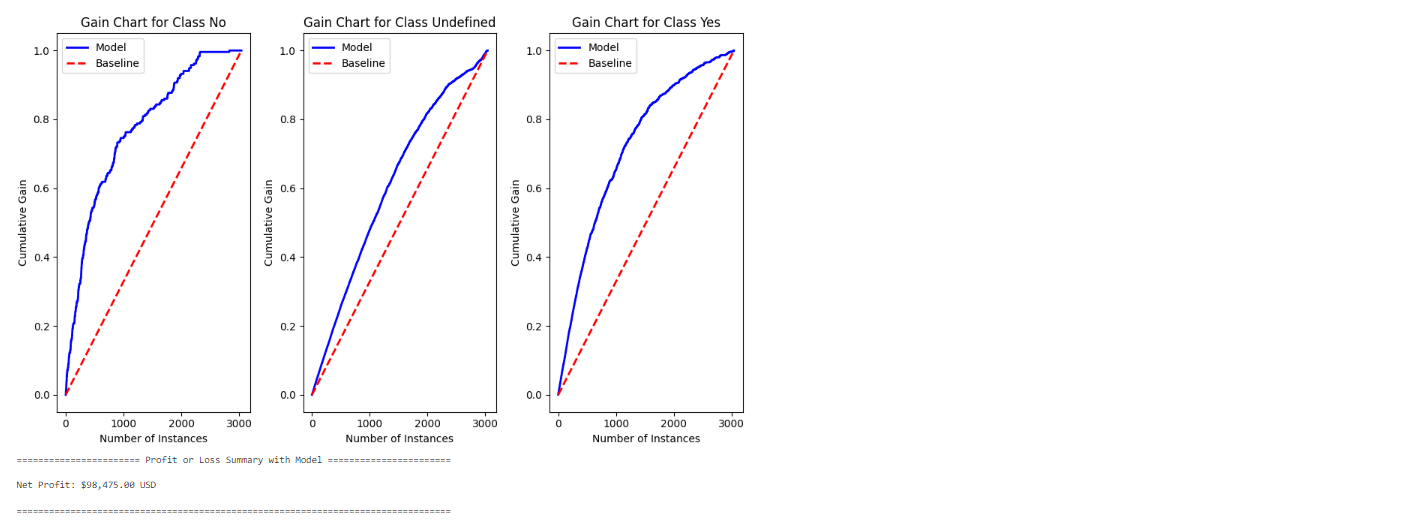 Gain Chart for Class No
Model
Baseline
1.0
0.8
0.6
0.4
0.2
0.0
Cumulative Gain
0 1000 2000 3000
Number of Instances
Gain Chart for Class Undefined
Model
Baseline
1.0
0.8
0.6
0.4
0.2
0.0
Cumulative Gain
0 1000 2000 3000
Number of Instances
Gain Chart for Class Yes
Model
Baseline
1.0
0.8
0.6
0.4
0.2
0.0
Cumulative Gain
0 1000 2000 3000
Number of Instances
======================= Profit or Loss Summary with Model =======================
Net Profit: $98,475.00 USD
=================================================================================